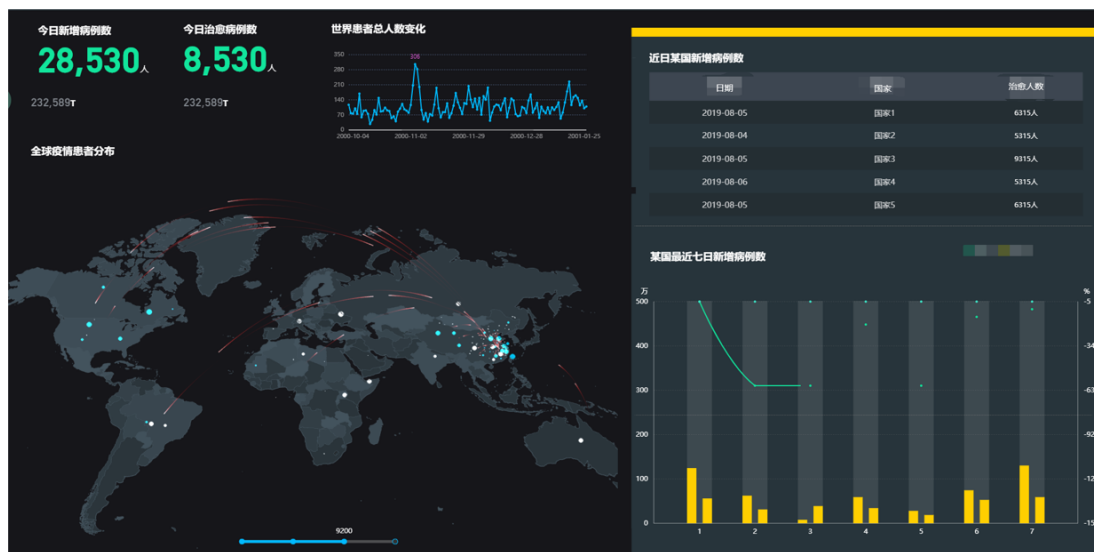 今日新增病例数
28,530人
232,589T
今日治愈病例数
8,530人
232,589T
世界患者总人数变化
308
350
280
210
140
70
0
2000-10-04
2000-11-02
2000-11-29
2000-12-28
2001-01-25
全球疫情患者分布
9200
近日某国新增病例数
日期 国家 治愈人数
2019-08-05 国家1 6315人
2019-08-04 国家2 5315人
2019-08-05 国家3 9315人
2019-08-06 国家4 5315人
2019-08-05 国家5 6315人
某国最近七日新增病例数
万
500
400
300
200
100
0
%
-5
-34
-63
-92
-12
-15
1 2 3 4 5 6 7